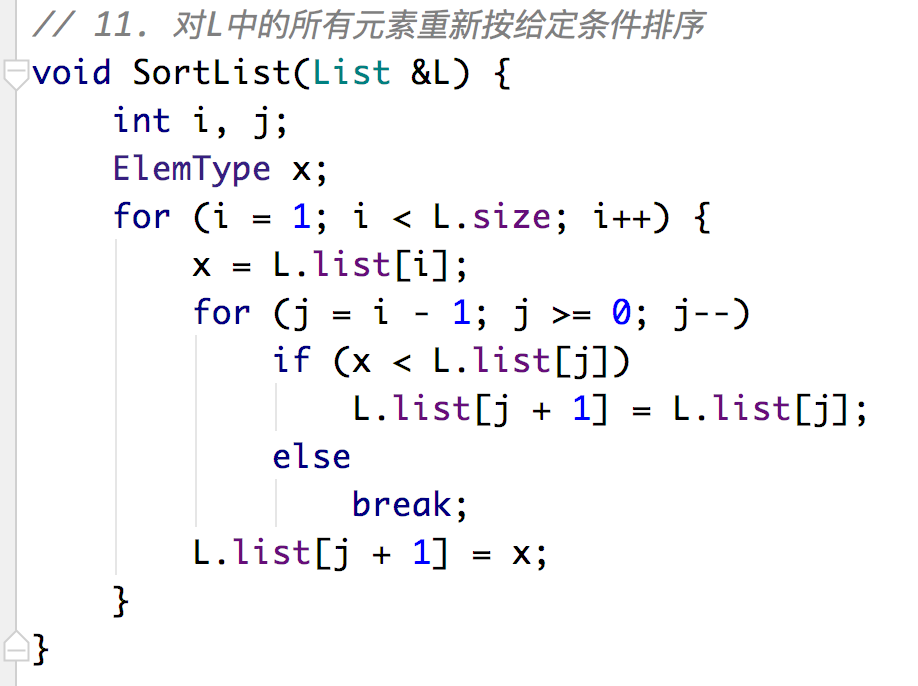 // 11. 对L中的所有元素重新按给定条件排序
void SortList(List &L) {
    int i, j;
    ElemType x;
    for (i = 1; i < L.size; i++) {
        x = L.list[i];
        for (j = i - 1; j >= 0; j--)
            if (x < L.list[j])
                L.list[j + 1] = L.list[j];
            else
                break;
        L.list[j + 1] = x;
    }
}